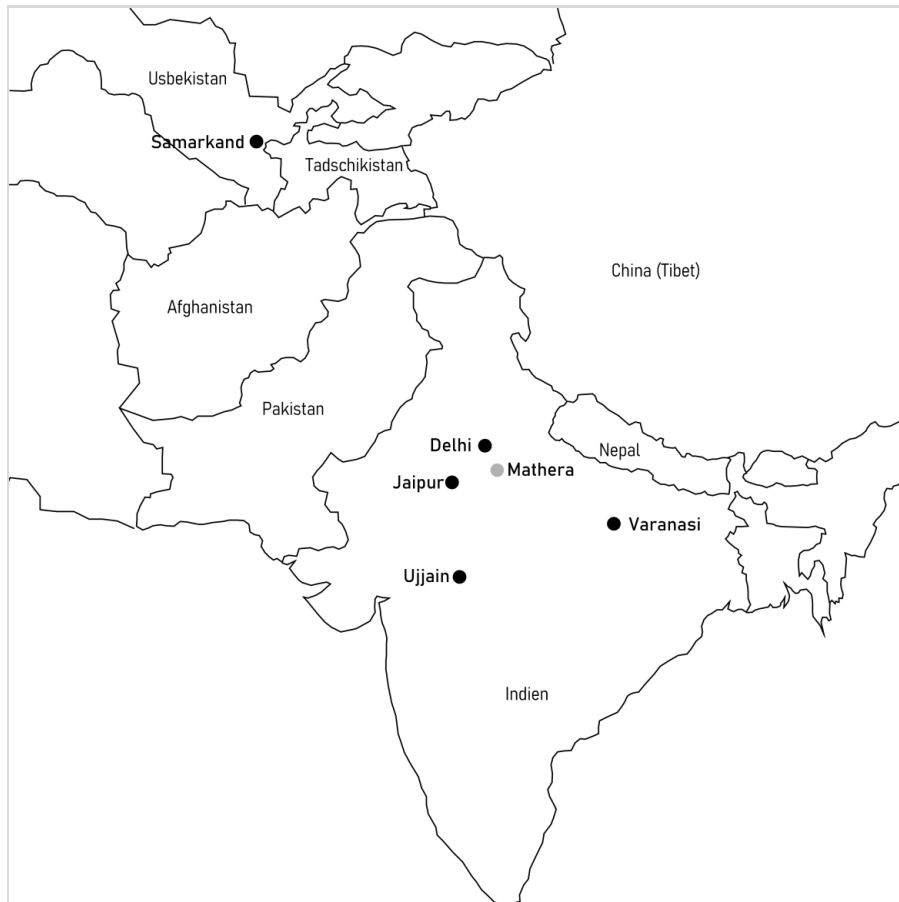 Usbekistan
Samarkand
Tadschikistan
China (Tibet)
Afghanistan
Pakistan
Delhi
Nepal
Mathera
Jaipur
Varanasi
Ujjain
Indien